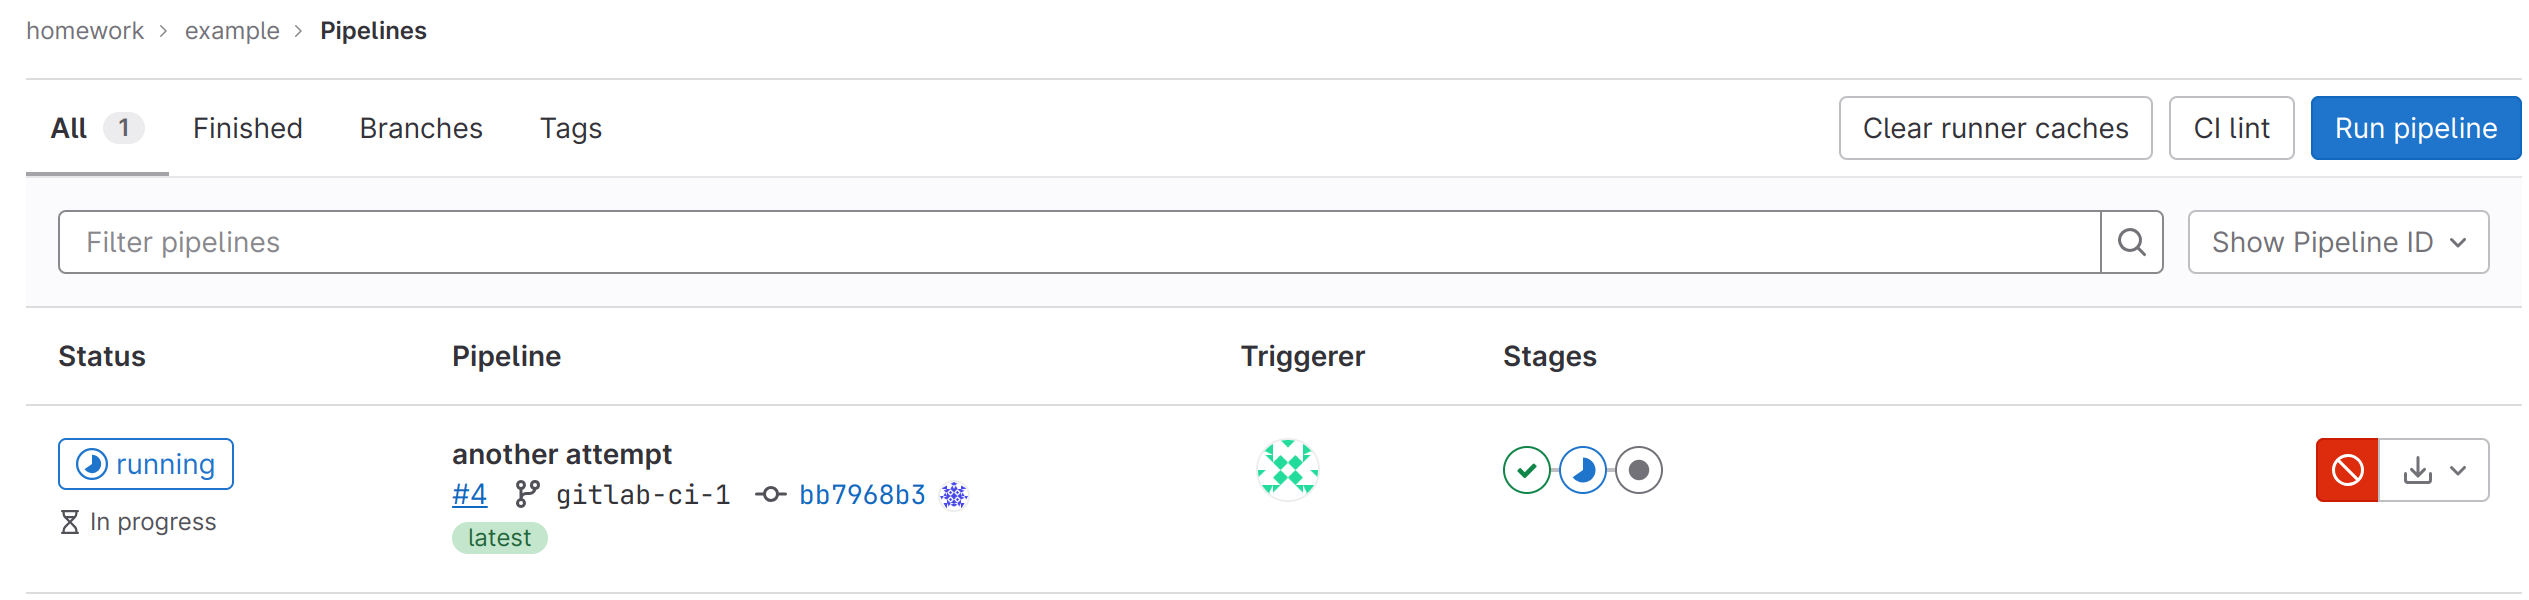 homework > example > Pipelines
All 1 Finished Branches Tags Clear runner caches CI lint Run pipeline
Filter pipelines Show Pipeline ID
Status Pipeline Triggerer Stages
running another attempt
#4 gitlab-ci-1 bb7968b3
In progress latest